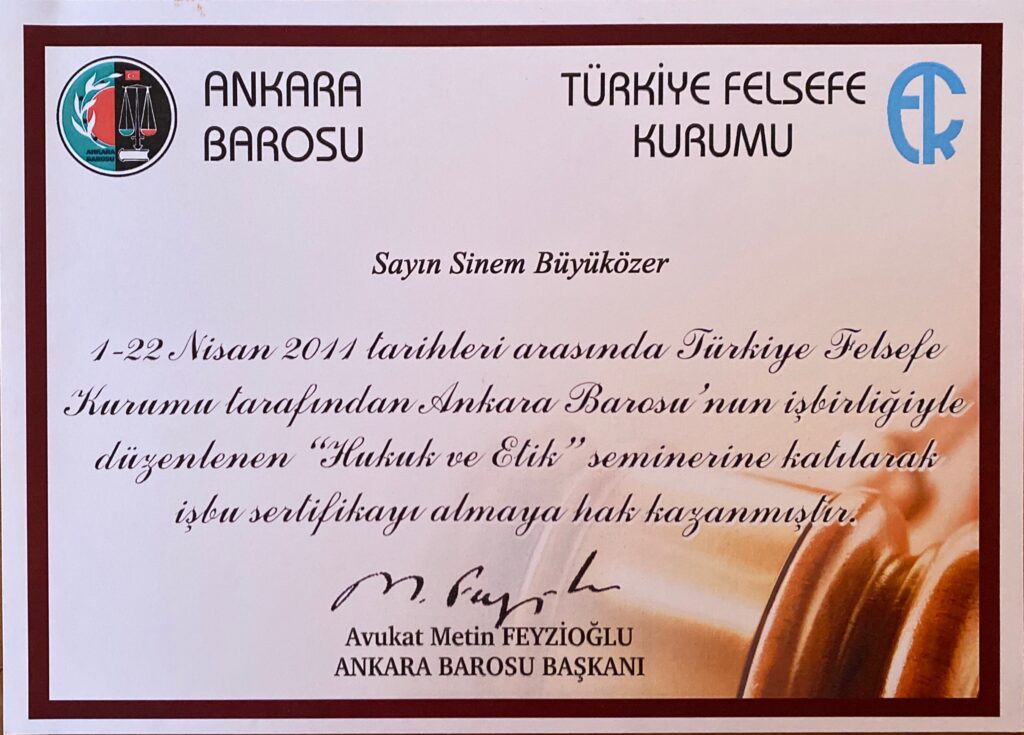 ANKARA
BAROSU
TÜRKİYE FELSEFE
KURUMU
ANKARA
BAROSU
Sayın Sinem Büyüközer
1-22 Nisan 2011 tarihleri arasında Türkiye Felsefe
Kurumu tarafından Ankara Barosu'nun işbirliğiyle
düzenlenen “Hukuk ve Etik” seminerine katılarak
işbu sertifikayı almaya hak kazanmıştır.
Avukat Metin FEYZİOĞLU
ANKARA BAROSU BAŞKANI